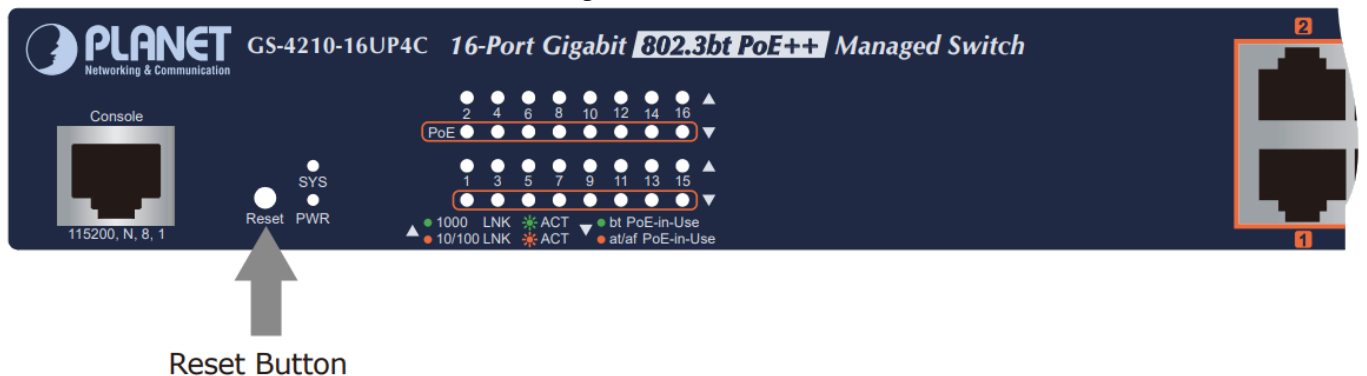 PLANET
Networking & Communication
GS-4210-16UP4C 16-Port Gigabit 802.3bt PoE++ Managed Switch
2
Console
2 4 6 8 10 12 14 16
PoE
SYS
1 3 5 7 9 11 13 15
Reset PWR
115200, N, 8, 1
1000 LNK ACT bt PoE-in-Use
10/100 LNK ACT at/af PoE-in-Use
1
Reset Button